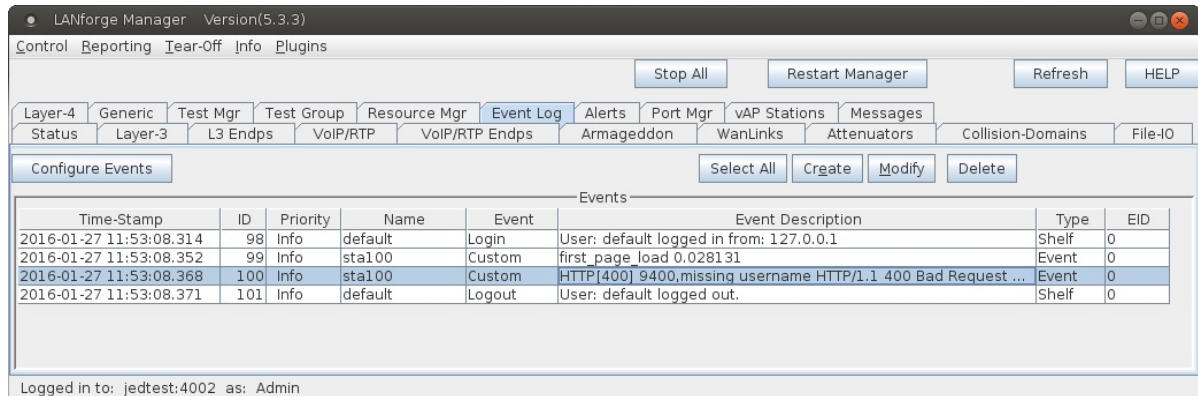 LANforge Manager Version(5.3.3)
Control Reporting Tear-Off Info Plugins
Stop All Restart Manager Refresh HELP
Layer-4 Generic Test Mgr Test Group Resource Mgr Event Log Alerts Port Mgr vAP Stations Messages
Status Layer-3 L3 Endps VoIP/RTP VoIP/RTP Endps Armageddon WanLinks Attenuators Collision-Domains File-IO
Configure Events Select All Create Modify Delete
Events
Time-Stamp ID Priority Name Event Event Description Type EID
2016-01-27 11:53:08.314 98 Info default Login User: default logged in from: 127.0.0.1 Shelf 0
2016-01-27 11:53:08.352 99 Info sta100 Custom first_page_load 0.028131 Event 0
2016-01-27 11:53:08.368 100 Info sta100 Custom HTTP[400] 9400,missing username HTTP/1.1 400 Bad Request ... Event 0
2016-01-27 11:53:08.371 101 Info default Logout User: default logged out. Shelf 0
Logged in to: jedtest:4002 as: Admin